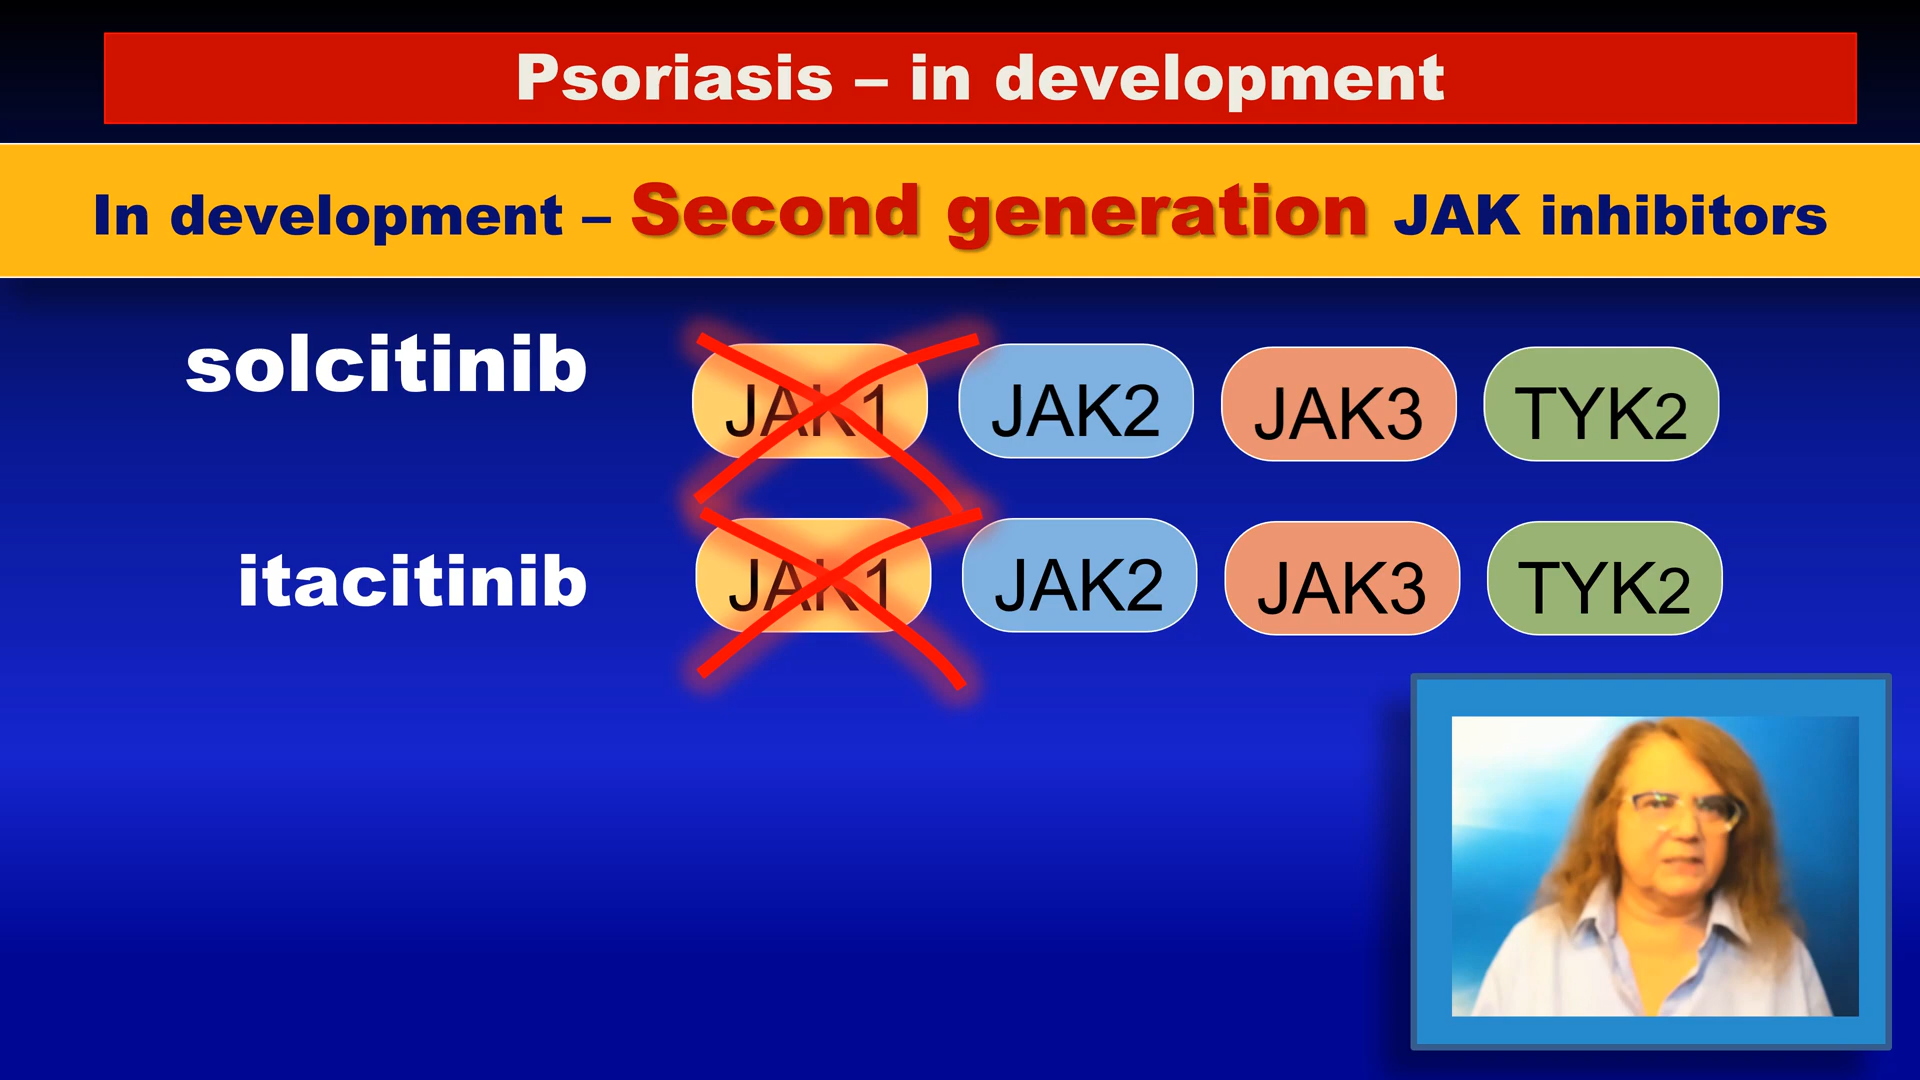 Psoriasis – in development
In development – Second generation JAK inhibitors
solcitinib JAK1 JAK2 JAK3 TYK2
itacitinib JAK1 JAK2 JAK3 TYK2